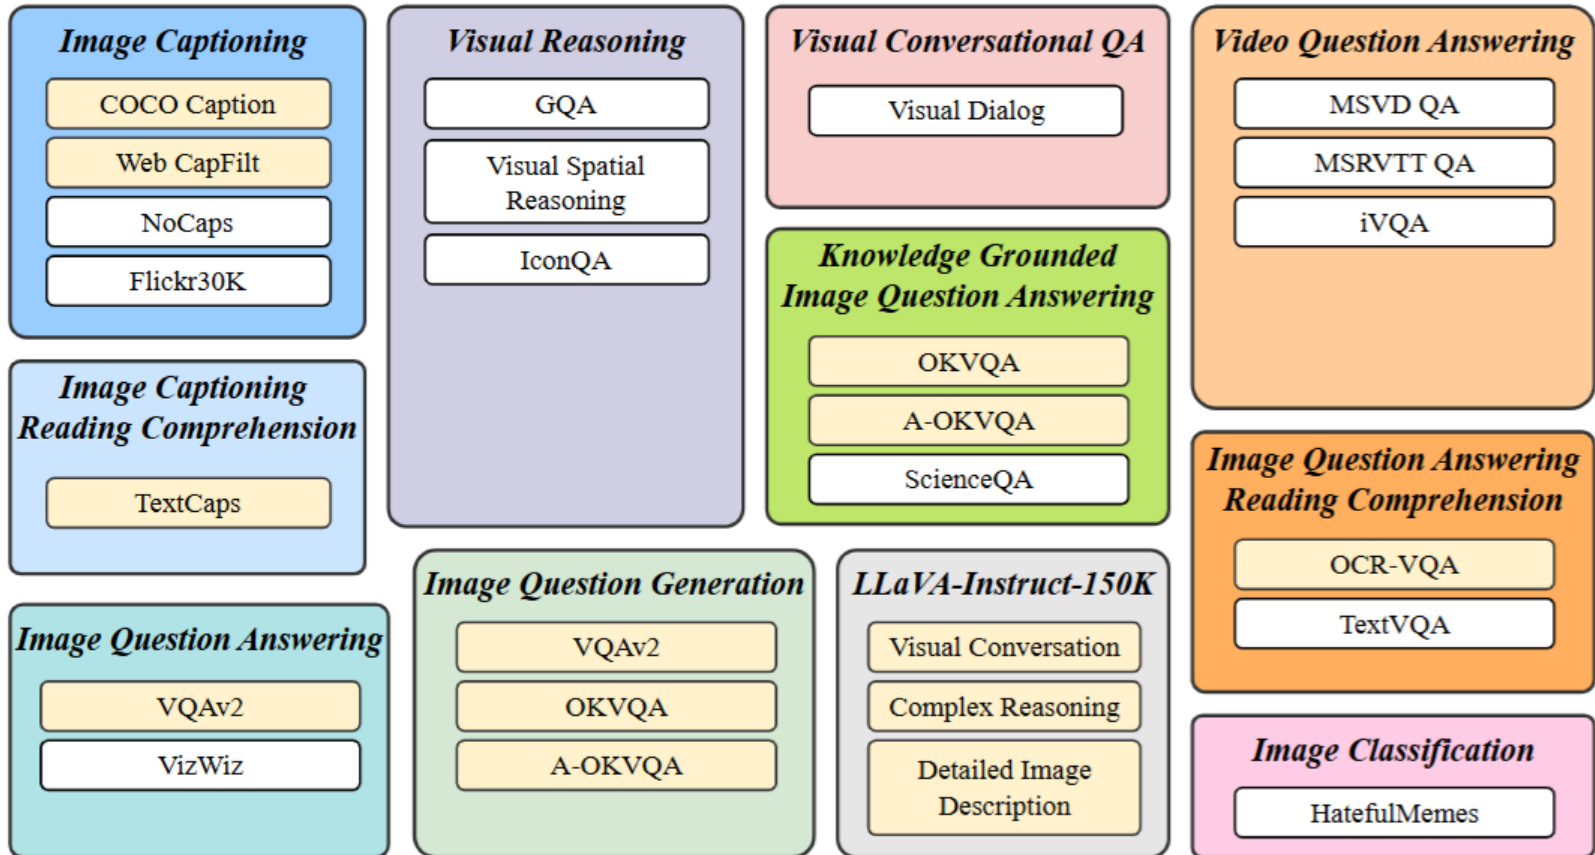 Image Captioning
COCO Caption
Web CapFilt
NoCaps
Flickr30K
Image Captioning
Reading Comprehension
TextCaps
Image Question Answering
VQAv2
VizWiz
Visual Reasoning
GQA
Visual Spatial
Reasoning
IconQA
Image Question Generation
VQAv2
OKVQA
A-OKVQA
Visual Conversational QA
Visual Dialog
Knowledge Grounded
Image Question Answering
OKVQA
A-OKVQA
ScienceQA
LLaVA-Instruct-150K
Visual Conversation
Complex Reasoning
Detailed Image
Description
Video Question Answering
MSVD QA
MSRVTT QA
iVQA
Image Question Answering
Reading Comprehension
OCR-VQA
TextVQA
Image Classification
HatefulMemes